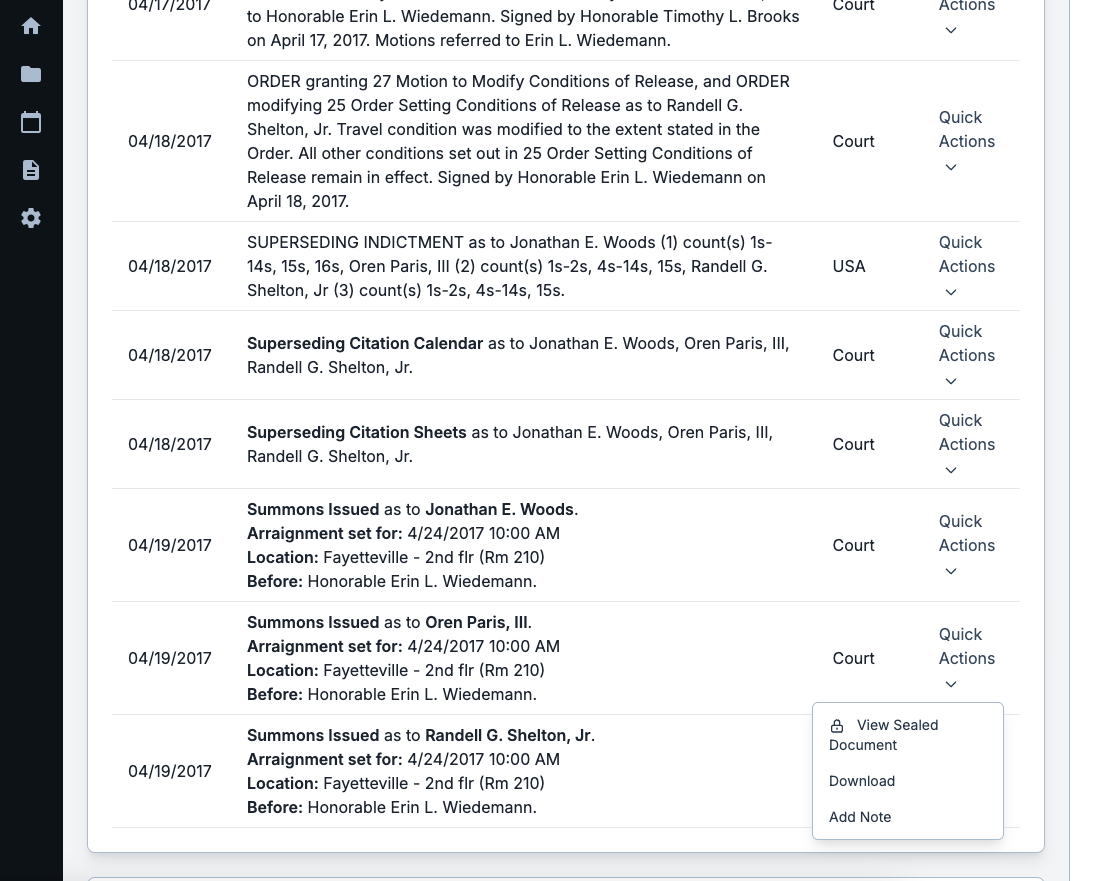 04/17/2017
to Honorable Erin L. Wiedemann. Signed by Honorable Timothy L. Brooks
on April 17, 2017. Motions referred to Erin L. Wiedemann.
Court
Actions
04/18/2017
ORDER granting 27 Motion to Modify Conditions of Release, and ORDER
modifying 25 Order Setting Conditions of Release as to Randell G.
Shelton, Jr. Travel condition was modified to the extent stated in the
Order. All other conditions set out in 25 Order Setting Conditions of
Release remain in effect. Signed by Honorable Erin L. Wiedemann on
April 18, 2017.
Court
Quick
Actions
04/18/2017
SUPERSEDING INDICTMENT as to Jonathan E. Woods (1) count(s) 1s-
14s, 15s, 16s, Oren Paris, III (2) count(s) 1s-2s, 4s-14s, 15s, Randell G.
Shelton, Jr (3) count(s) 1s-2s, 4s-14s, 15s.
USA
Quick
Actions
04/18/2017
Superseding Citation Calendar as to Jonathan E. Woods, Oren Paris, III,
Randell G. Shelton, Jr.
Court
Quick
Actions
04/18/2017
Superseding Citation Sheets as to Jonathan E. Woods, Oren Paris, III,
Randell G. Shelton, Jr.
Court
Quick
Actions
04/19/2017
Summons Issued as to Jonathan E. Woods.
Arraignment set for: 4/24/2017 10:00 AM
Location: Fayetteville - 2nd flr (Rm 210)
Before: Honorable Erin L. Wiedemann.
Court
Quick
Actions
04/19/2017
Summons Issued as to Oren Paris, III.
Arraignment set for: 4/24/2017 10:00 AM
Location: Fayetteville - 2nd flr (Rm 210)
Before: Honorable Erin L. Wiedemann.
Court
Quick
Actions
04/19/2017
Summons Issued as to Randell G. Shelton, Jr.
Arraignment set for: 4/24/2017 10:00 AM
Location: Fayetteville - 2nd flr (Rm 210)
Before: Honorable Erin L. Wiedemann.
View Sealed
Document
Download
Add Note